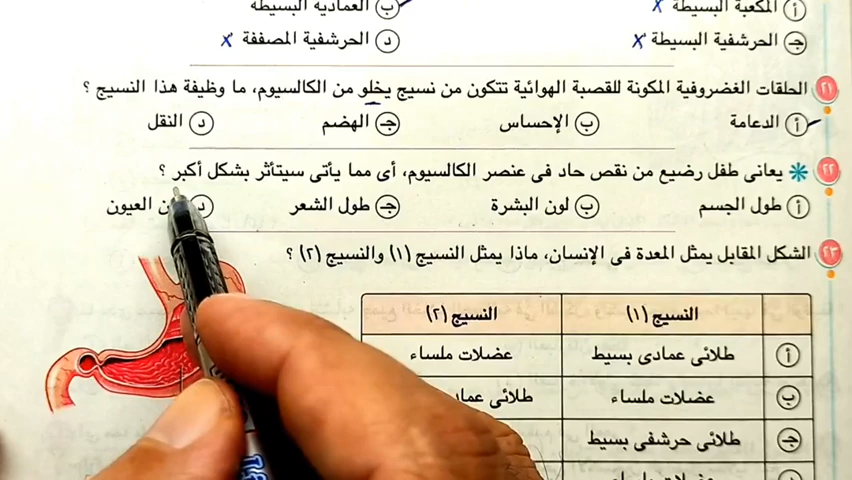 أ المكعبة البسيطة ب العمادية البسيطة
ج الحرشفية البسيطة د الحرشفية المصففة
٢١ الحلقات الغضروفية المكونة للقصبة الهوائية تتكون من نسيج يخلو من الكالسيوم، ما وظيفة هذا النسيج ؟
أ الدعامة ب الإحساس ج الهضم د النقل
٢٢ يعانى طفل رضيع من نقص حاد فى عنصر الكالسيوم، أى مما يأتى سيتأثر بشكل أكبر ؟
أ طول الجسم ب لون البشرة ج طول الشعر د العيون
٢٣ الشكل المقابل يمثل المعدة فى الإنسان، ماذا يمثل النسيج (١) والنسيج (٢) ؟
النسيج (١) النسيج (٢)
أ طلائى عمادى بسيط عضلات ملساء
ب عضلات ملساء طلائى
ج طلائى حرشفى بسيط